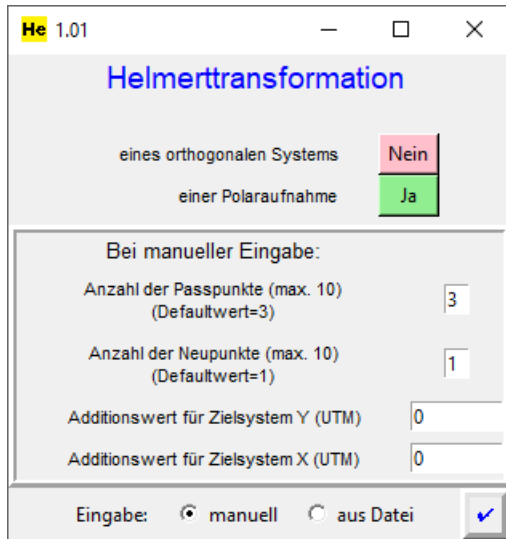 He 1.01
Helmerttransformation
eines orthogonalen Systems Nein
einer Polaraufnahme Ja
Bei manueller Eingabe:
Anzahl der Passpunkte (max. 10) 3
(Defaultwert=3)
Anzahl der Neupunkte (max. 10) 1
(Defaultwert=1)
Additionswert für Zielsystem Y (UTM) 0
Additionswert für Zielsystem X (UTM) 0
Eingabe: manuell aus Datei